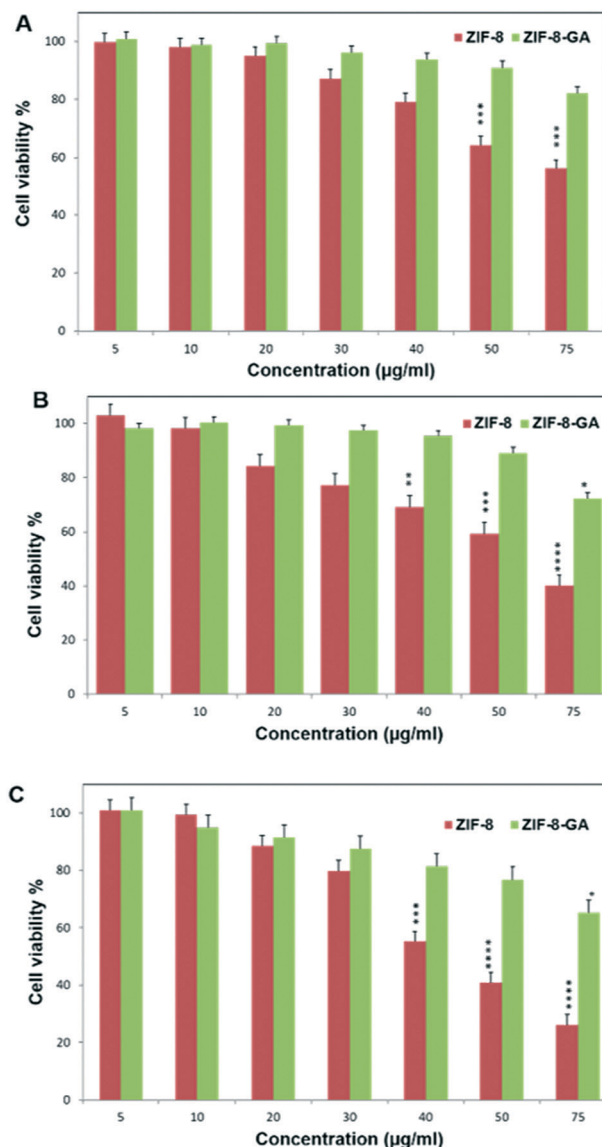 A
ZIF-8 ZIF-8-GA
Cell viability %
100
80
60
40
20
0
*** ***
5 10 20 30 40 50 75
Concentration (µg/ml)
B
ZIF-8 ZIF-8-GA
Cell viability %
100
80
60
40
20
0
** *** **** *
5 10 20 30 40 50 75
Concentration (µg/ml)
C
ZIF-8 ZIF-8-GA
Cell viability %
100
80
60
40
20
0
*** **** **** *
5 10 20 30 40 50 75
Concentration (µg/ml)